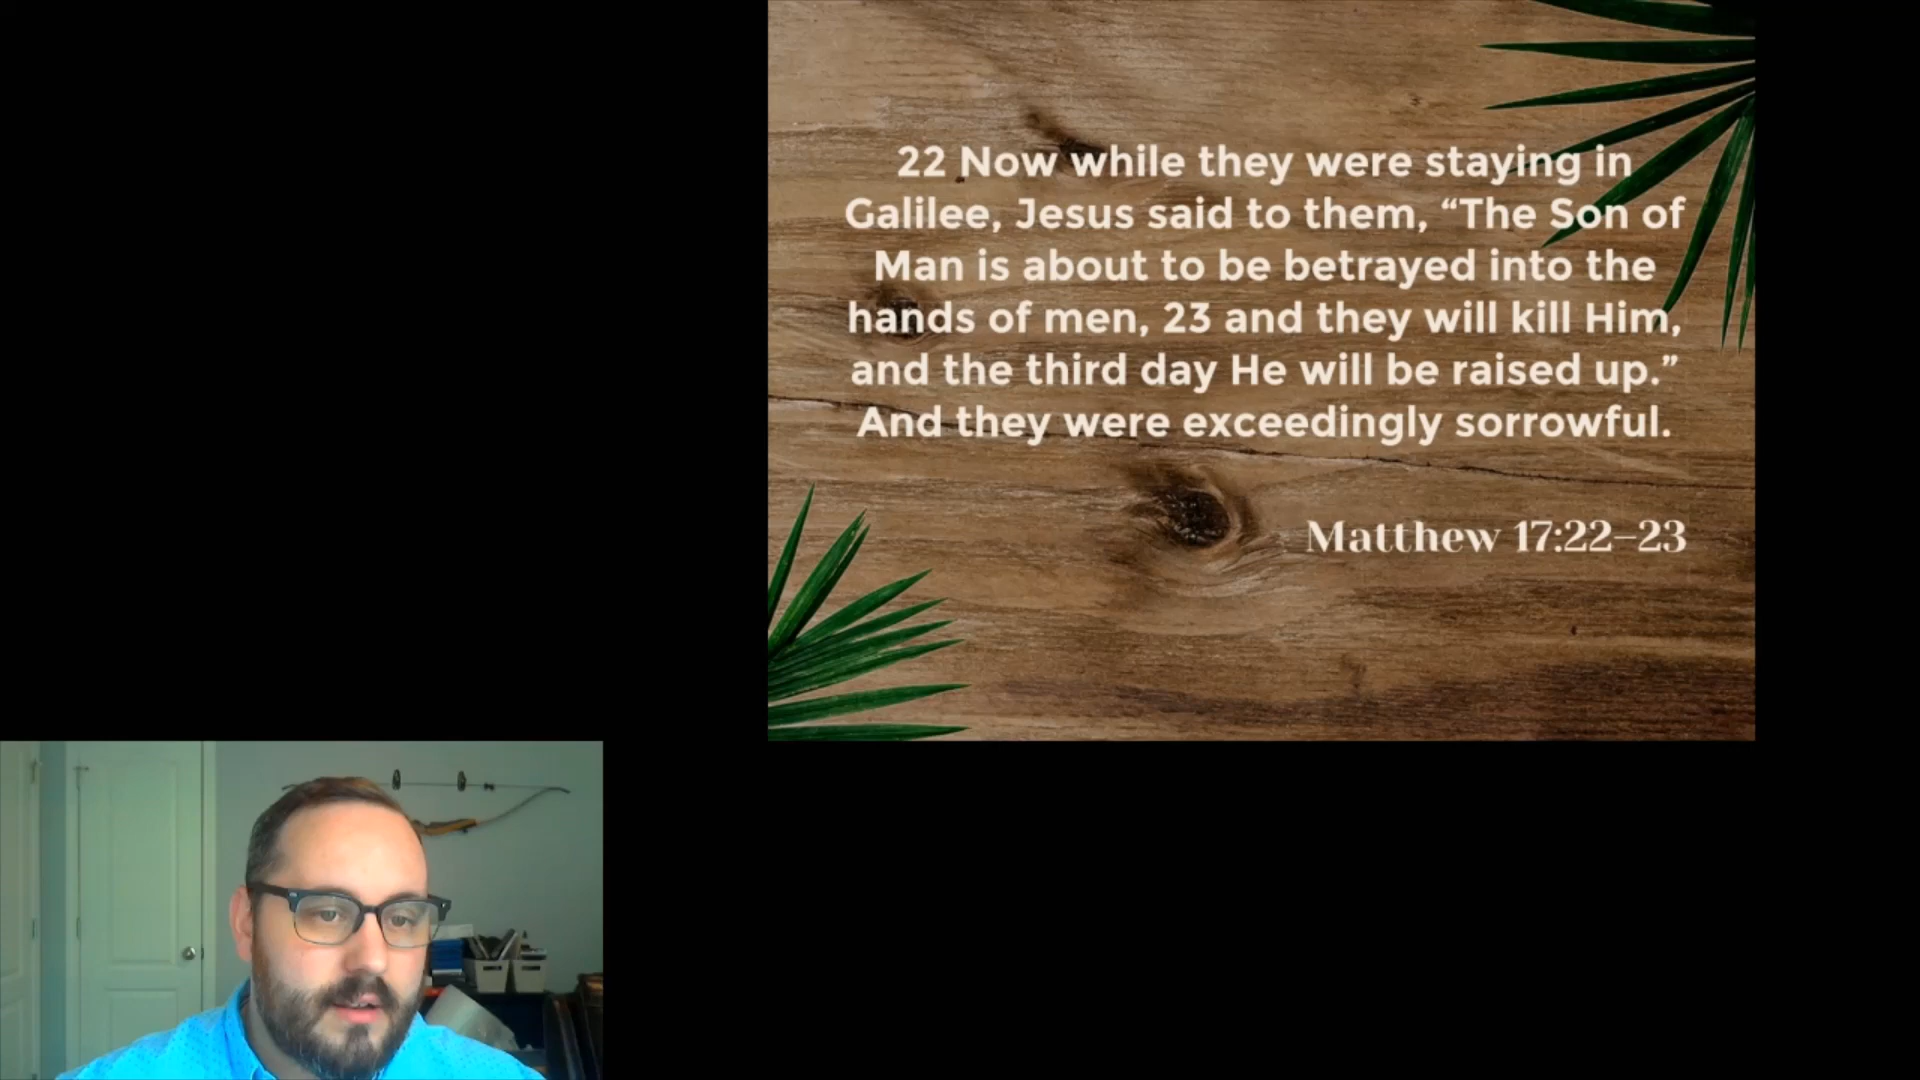 22 Now while they were staying in
Galilee, Jesus said to them, “The Son of
Man is about to be betrayed into the
hands of men, 23 and they will kill Him,
and the third day He will be raised up.”
And they were exceedingly sorrowful.
Matthew 17:22–23